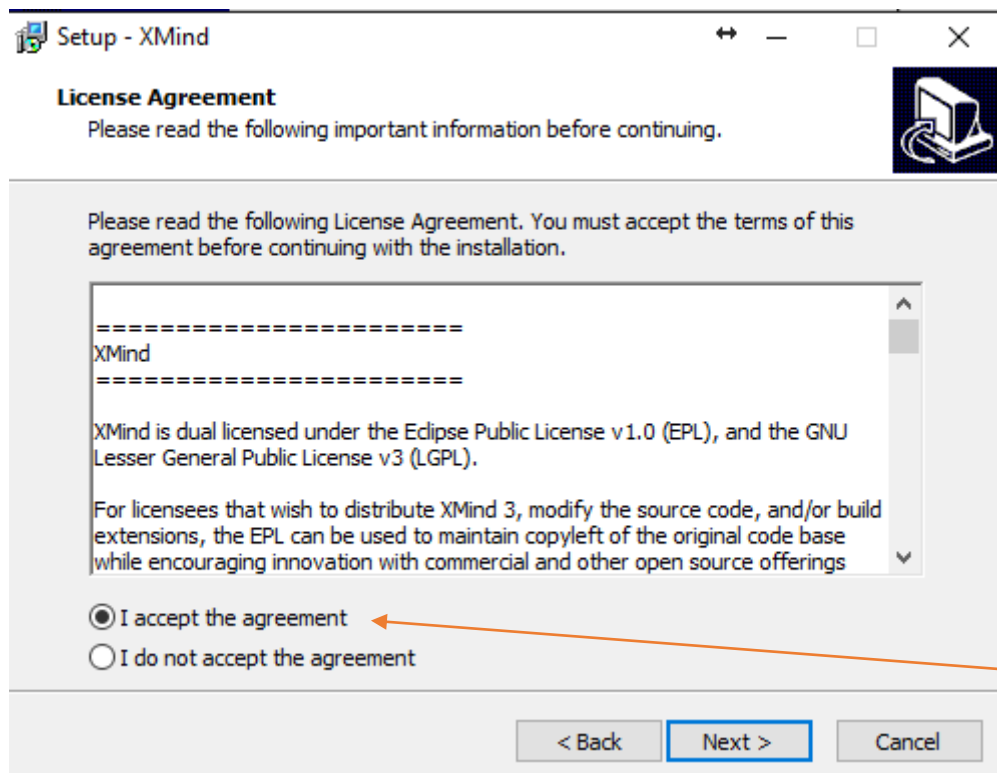 Setup - XMind
License Agreement
Please read the following important information before continuing.
Please read the following License Agreement. You must accept the terms of this
agreement before continuing with the installation.
=======================
XMind
=======================
XMind is dual licensed under the Eclipse Public License v1.0 (EPL), and the GNU
Lesser General Public License v3 (LGPL).
For licensees that wish to distribute XMind 3, modify the source code, and/or build
extensions, the EPL can be used to maintain copyleft of the original code base
while encouraging innovation with commercial and other open source offerings
I accept the agreement
I do not accept the agreement
< Back Next > Cancel